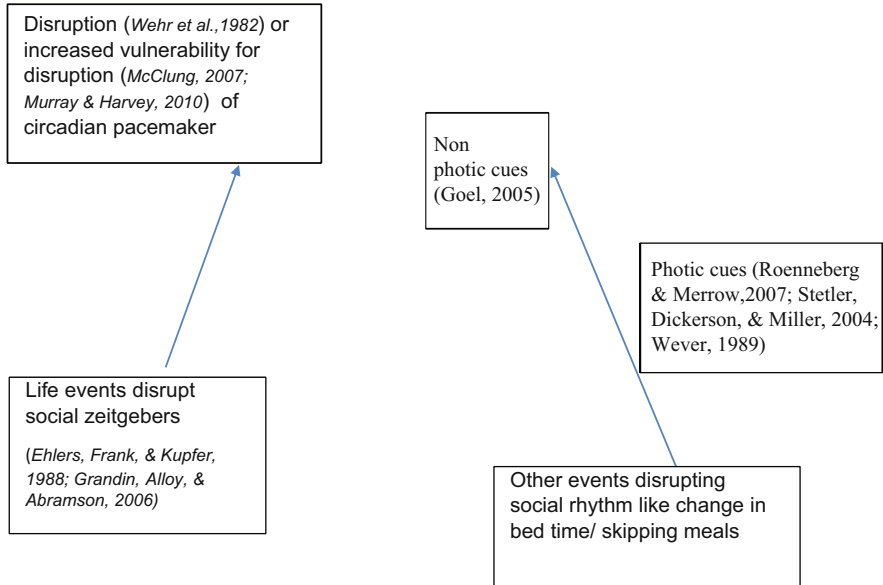 Disruption (Wehr et al.,1982) or
increased vulnerability for
disruption (McClung, 2007;
Murray & Harvey, 2010) of
circadian pacemaker
Non
photic cues
(Goel, 2005)
Photic cues (Roenneberg
& Merrow,2007; Stetler,
Dickerson, & Miller, 2004;
Wever, 1989)
Life events disrupt
social zeitgebers
(Ehlers, Frank, & Kupfer,
1988; Grandin, Alloy, &
Abramson, 2006)
Other events disrupting
social rhythm like change in
bed time/ skipping meals